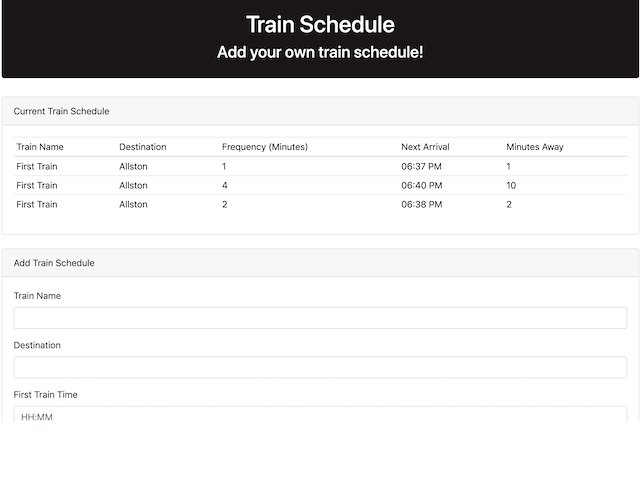 Train Schedule
Add your own train schedule!
Current Train Schedule
Train Name Destination Frequency (Minutes) Next Arrival Minutes Away
First Train Allston 1 06:37 PM 1
First Train Allston 4 06:40 PM 10
First Train Allston 2 06:38 PM 2
Add Train Schedule
Train Name
Destination
First Train Time
HH:MM